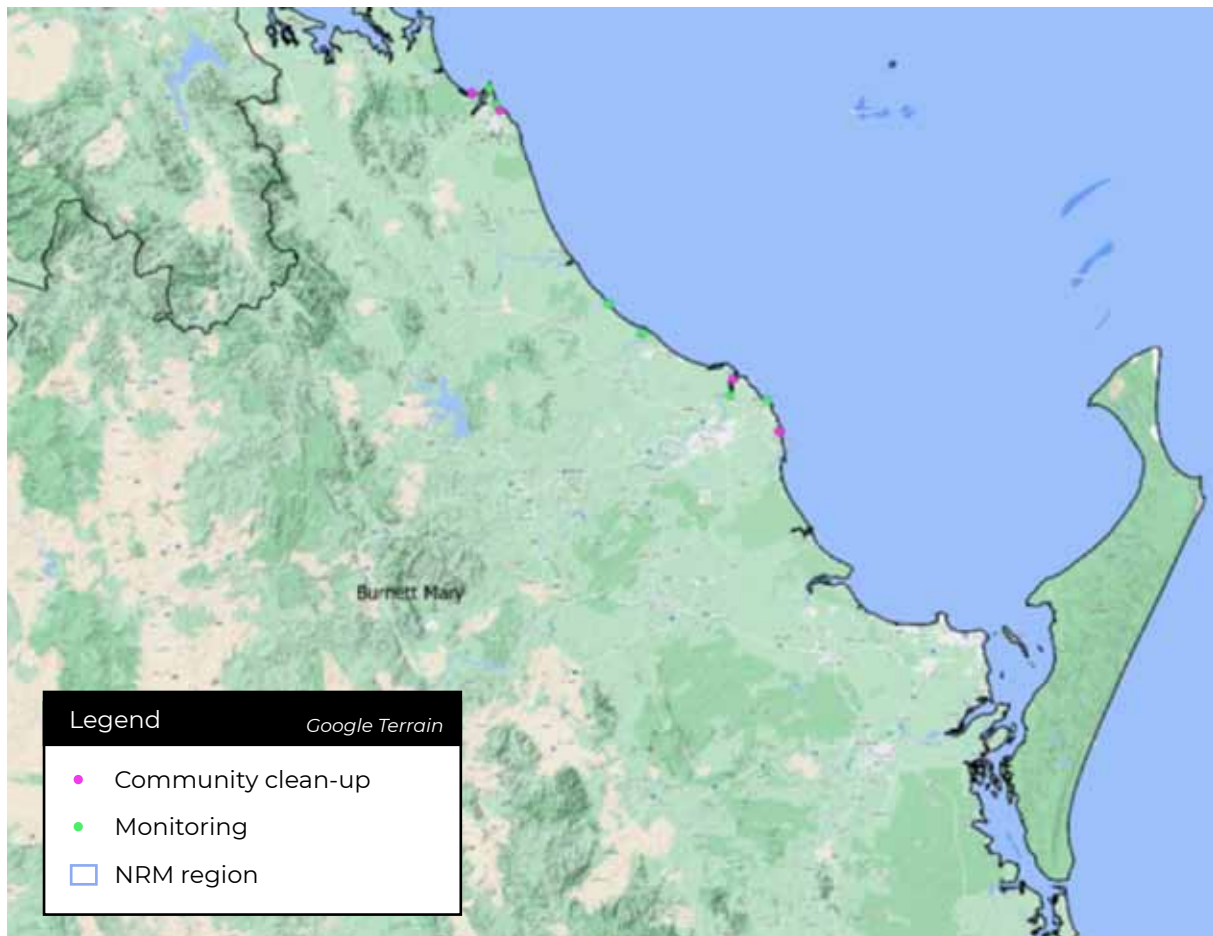 Burnett Mary
Legend
Google Terrain
Community clean-up
Monitoring
NRM region